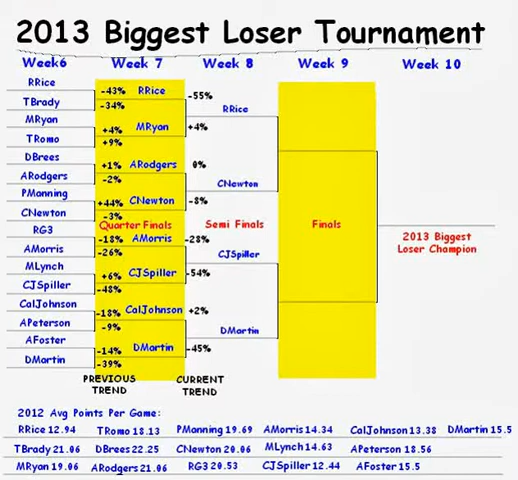 2013 Biggest Loser Tournament
Week6 Week 7 Week 8 Week 9 Week 10
RRice
-43% RRice
-55%
TBrady
-34%
RRice
MRyan
+4% MRyan
+4%
TRomo
+9%
DBrees
+1% ARodgers
0%
ARodgers
-2%
CNewton
PManning
+44% CNewton
-8%
CNewton
-3%
RG3
Quarter Finals Semi Finals Finals
-18% AMorris
-28%
2013 Biggest
Loser Champion
AMorris
-26%
CJSpiller
MLynch
+6% CJSpiller
-54%
CJSpiller
-48%
CalJohnson
-18% CalJohnson
+2%
APeterson
-9%
DMartin
AFoster
-14% DMartin
-45%
DMartin
-39%
PREVIOUS
TREND
CURRENT
TREND
2012 Avg Points Per Game:
RRice 12.94 TRomo 18.13 PManning 19.69 AMorris 14.34 CalJohnson 13.38 DMartin 15.5
TBrady 21.06 DBrees 22.25 CNewton 20.06 MLynch 14.63 APeterson 18.56
MRyan 19.06 ARodgers 21.06 RG3 20.53 CJSpiller 12.44 AFoster 15.5